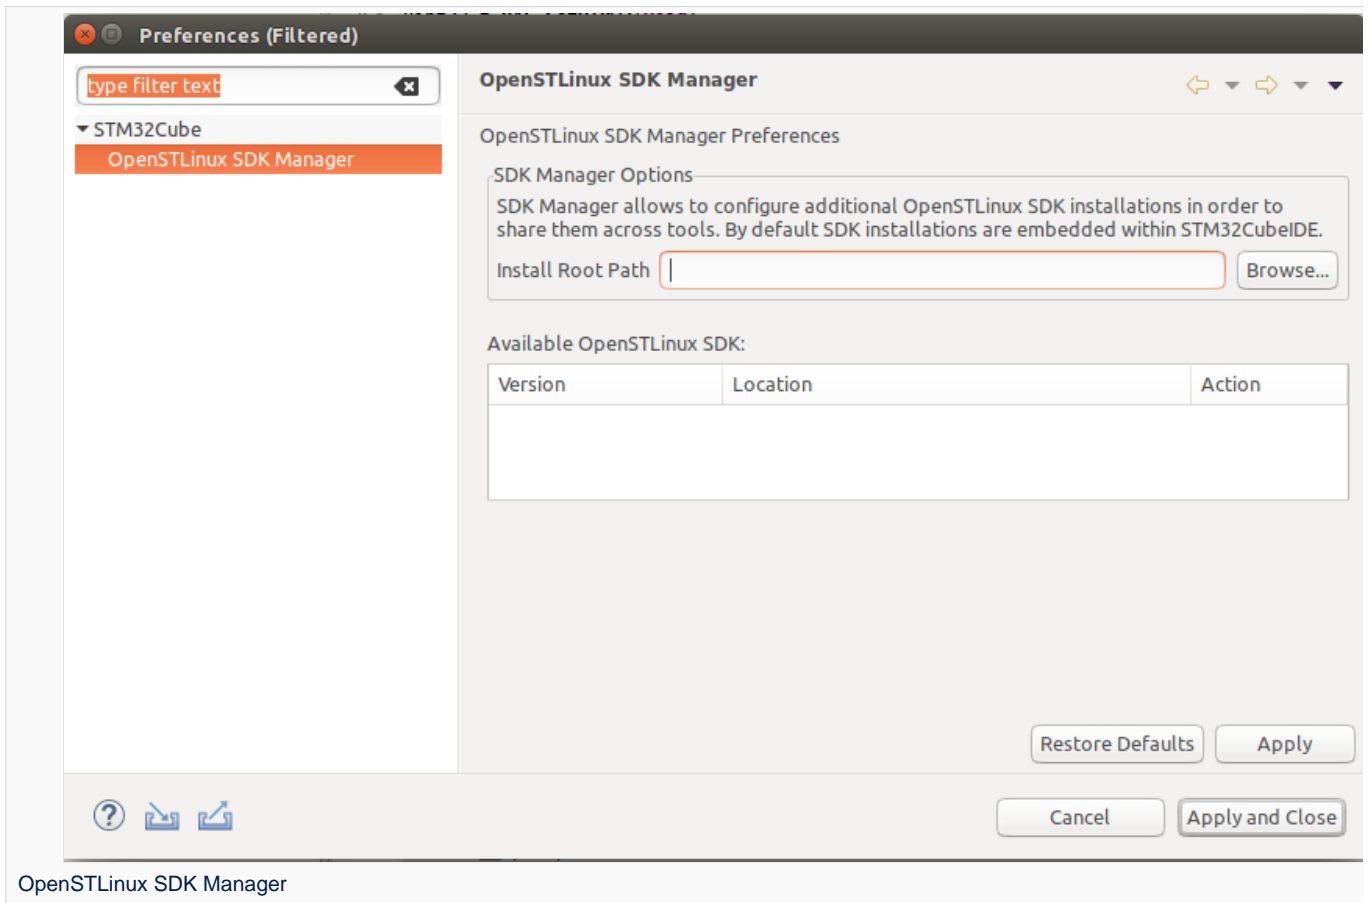 Preferences (Filtered)
type filter text
STM32Cube
OpenSTLinux SDK Manager
OpenSTLinux SDK Manager
OpenSTLinux SDK Manager Preferences
SDK Manager Options
SDK Manager allows to configure additional OpenSTLinux SDK installations in order to
share them across tools. By default SDK installations are embedded within STM32CubeIDE.
Install Root Path
Browse...
Available OpenSTLinux SDK:
Version Location Action
Restore Defaults Apply
Cancel Apply and Close
OpenSTLinux SDK Manager